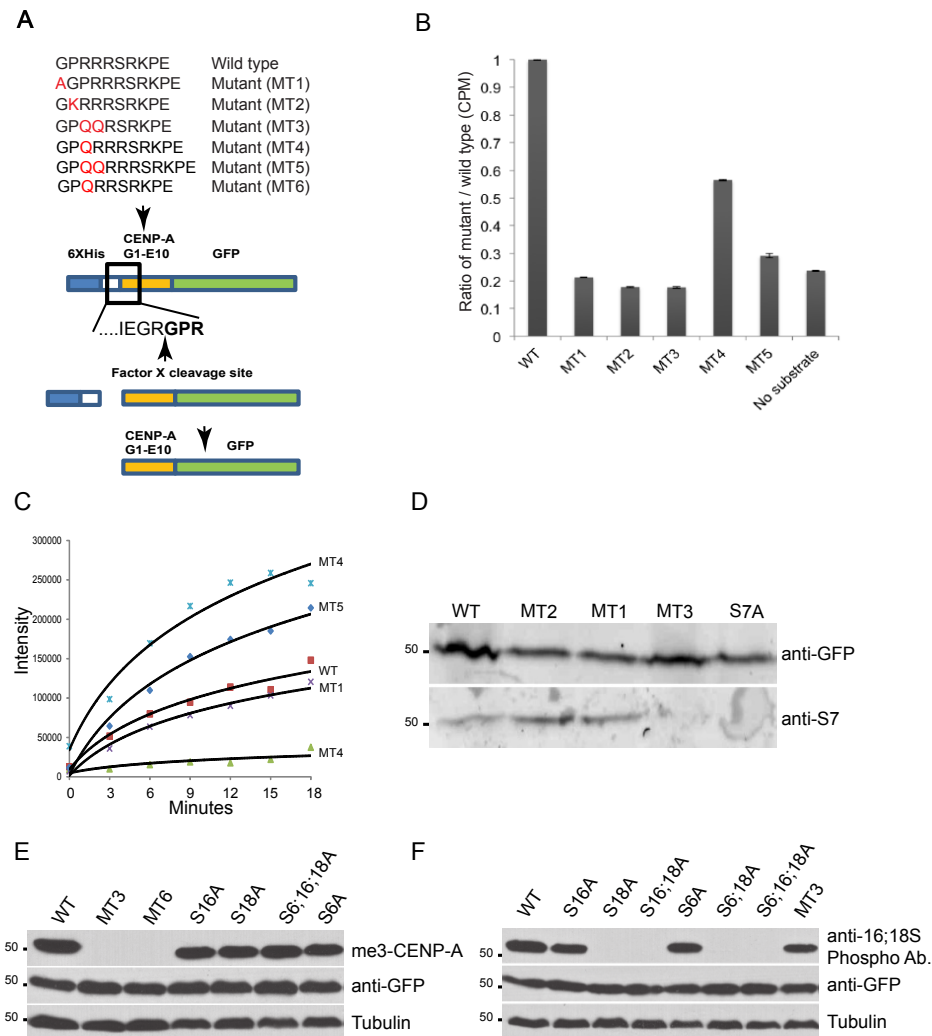 A
GPRRRSRKPE Wild type
AGPRRRSRKPE Mutant (MT1)
GKRRRSRKPE Mutant (MT2)
GPQQRSRKPE Mutant (MT3)
GPQRRRSRKPE Mutant (MT4)
GPQQRRRSRKPE Mutant (MT5)
GPQRRSRKPE Mutant (MT6)
CENP-A
6XHis G1-E10 GFP
....IEGRGPR
Factor X cleavage site
CENP-A
G1-E10 GFP
B
Ratio of mutant / wild type (CPM)
1
0.9
0.8
0.7
0.6
0.5
0.4
0.3
0.2
0.1
0
WT MT1 MT2 MT3 MT4 MT5 No substrate
C
Intensity
300000
250000
200000
150000
100000
50000
0
MT4
MT5
WT
MT1
MT4
0 3 6 9 12 15 18
Minutes
D
WT MT2 MT1 MT3 S7A
50 anti-GFP
50 anti-S7
E
WT MT3 MT6 S16A S18A S6;16;18A S6A
50 me3-CENP-A
50 anti-GFP
50 Tubulin
F
WT S16A S18A S16;18A S6A S6;18A S6;16;18A MT3
50 anti-16;18S
Phospho Ab.
50 anti-GFP
50 Tubulin